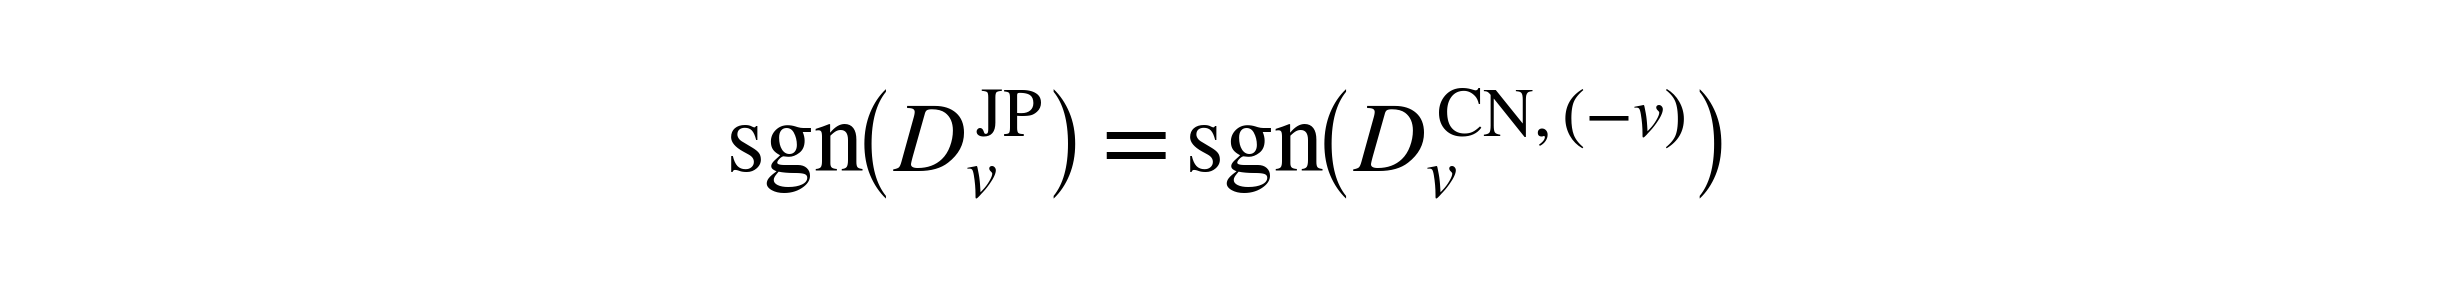 sgn(D_v^JP) = sgn(D_v^CN, (−v))